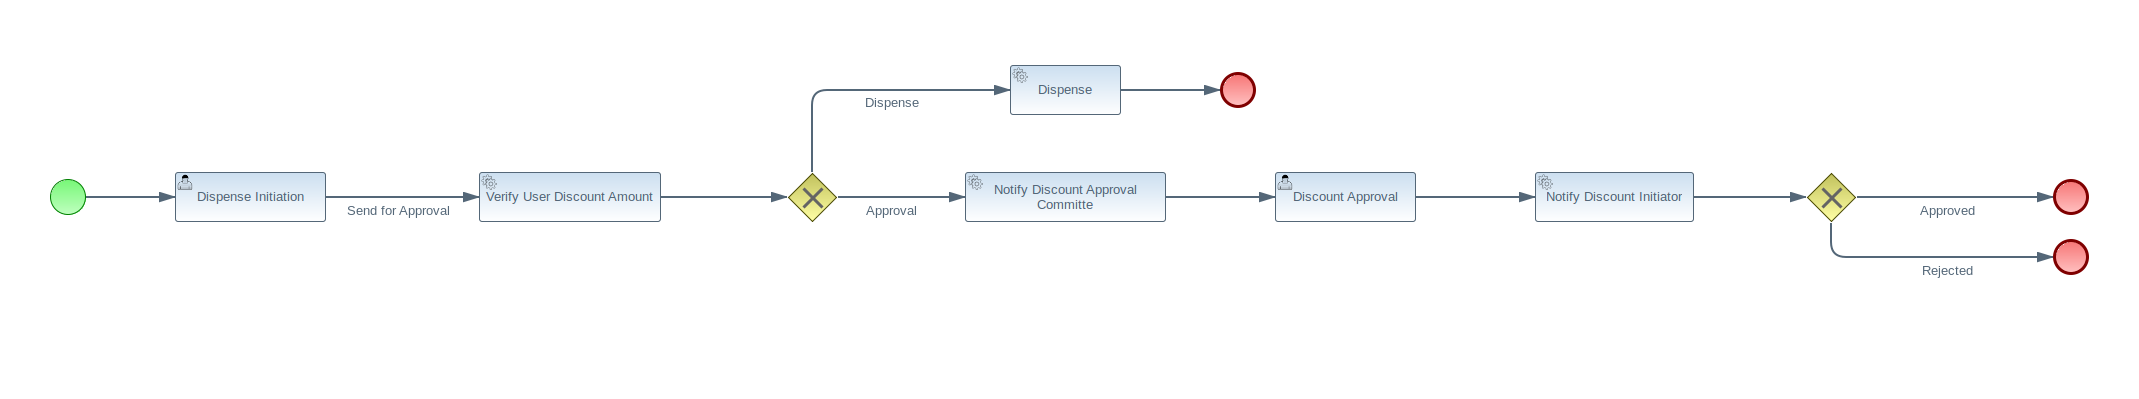 Dispense
Dispense
Dispense Initiation
Send for Approval
Verify User Discount Amount
Approval
Notify Discount Approval
Committe
Discount Approval
Notify Discount Initiator
Approved
Rejected